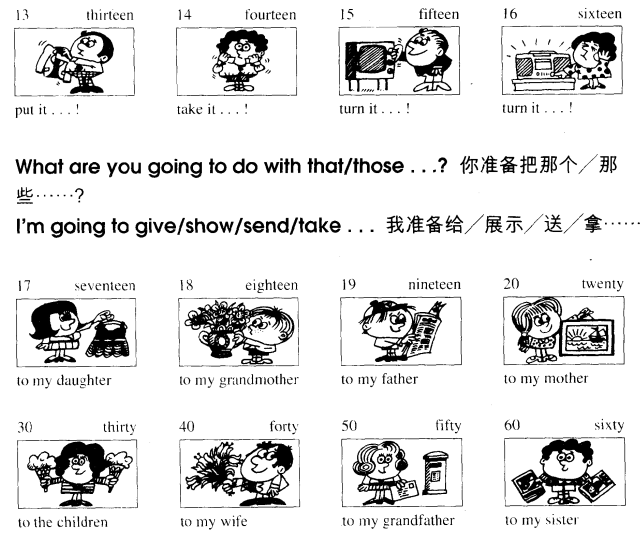 13 thirteen 14 fourteen 15 fifteen 16 sixteen
put it . . . ! take it . . . ! turn it . . . ! turn it . . . !
What are you going to do with that/those . . .? 你准备把那个／那
些……?
I'm going to give/show/send/take . . . 我准备给／展示／送／拿……
17 seventeen 18 eighteen 19 nineteen 20 twenty
to my daughter to my grandmother to my father to my mother
30 thirty 40 forty 50 fifty 60 sixty
to the children to my wife to my grandfather to my sister